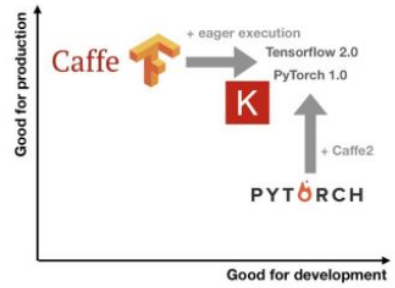 Good for production
Caffe
+ eager execution
Tensorflow 2.0
PyTorch 1.0
K
+ Caffe2
PYTORCH
Good for development